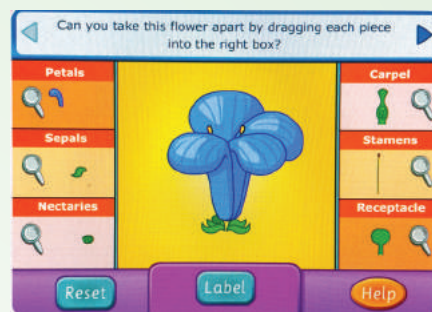 Can you take this flower apart by dragging each piece
into the right box?
Petals
Carpel
Sepals
Stamens
Nectaries
Receptacle
Reset
Label
Help